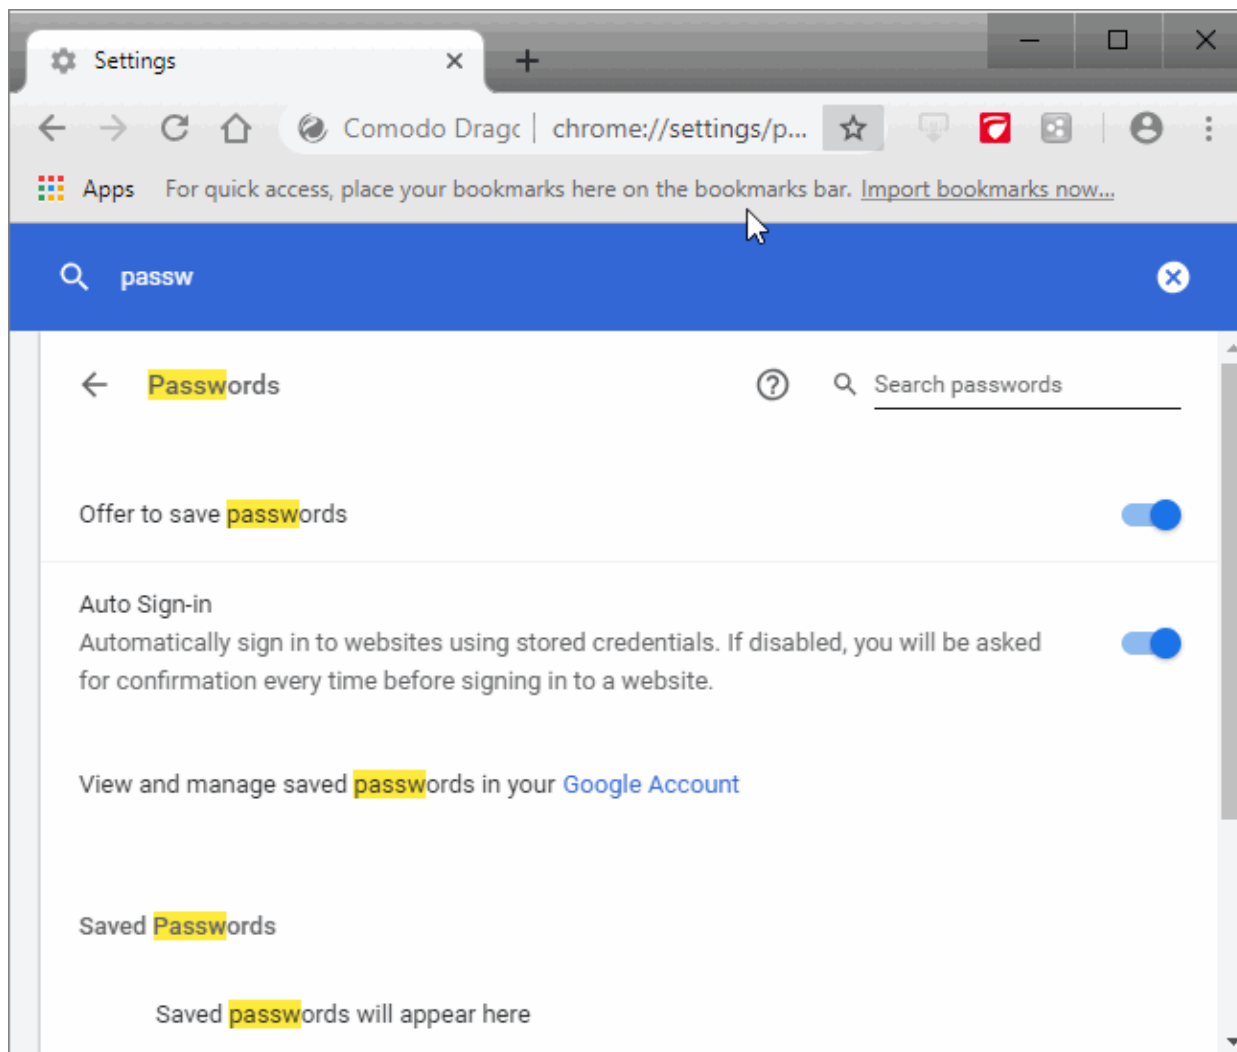 Settings
Comodo Drago | chrome://settings/p...
Apps For quick access, place your bookmarks here on the bookmarks bar. Import bookmarks now...
passw
Passwords Search passwords
Offer to save passwords
Auto Sign-in
Automatically sign in to websites using stored credentials. If disabled, you will be asked
for confirmation every time before signing in to a website.
View and manage saved passwords in your Google Account
Saved Passwords
Saved passwords will appear here